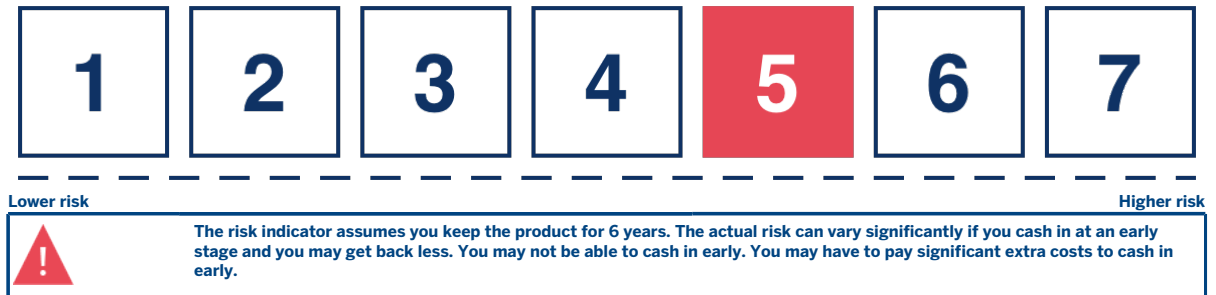 1 2 3 4 5 6 7
Lower risk Higher risk
!
The risk indicator assumes you keep the product for 6 years. The actual risk can vary significantly if you cash in at an early
stage and you may get back less. You may not be able to cash in early. You may have to pay significant extra costs to cash in
early.